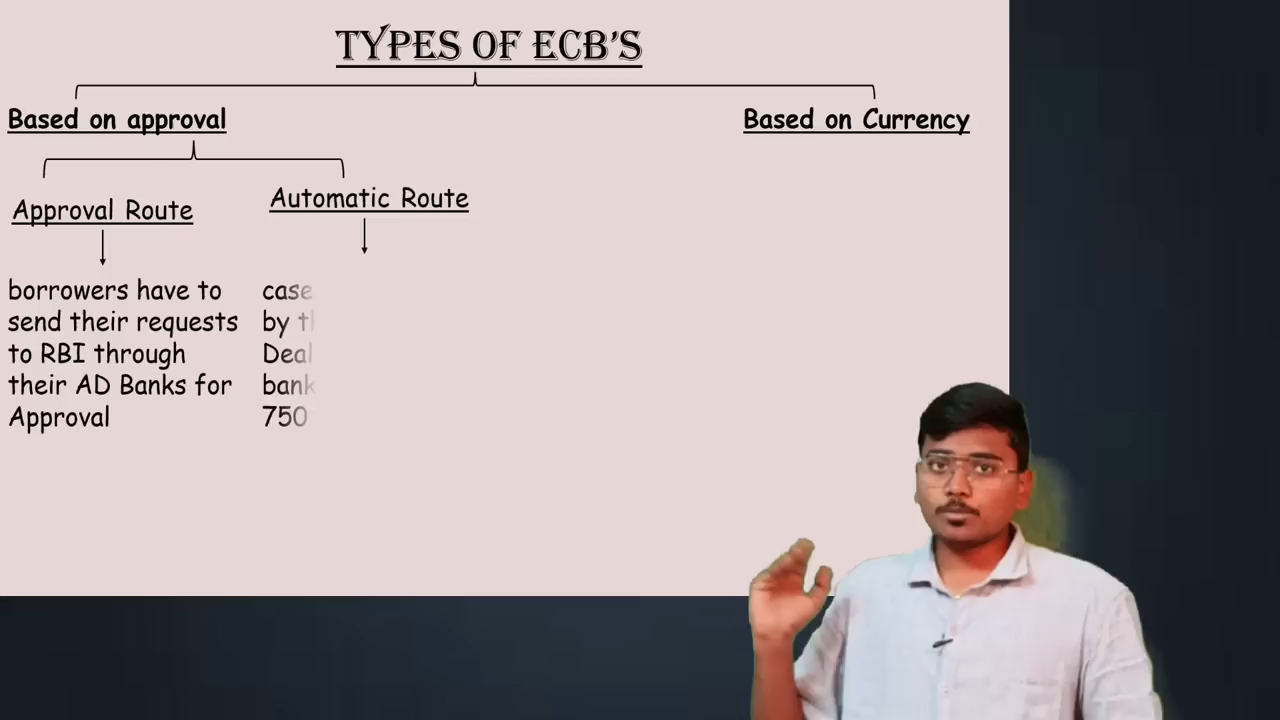 TYPES OF ECB'S
Based on approval
Based on Currency
Approval Route
Automatic Route
borrowers have to
send their requests
to RBI through
their AD Banks for
Approval
case
by
Deal
bank
750